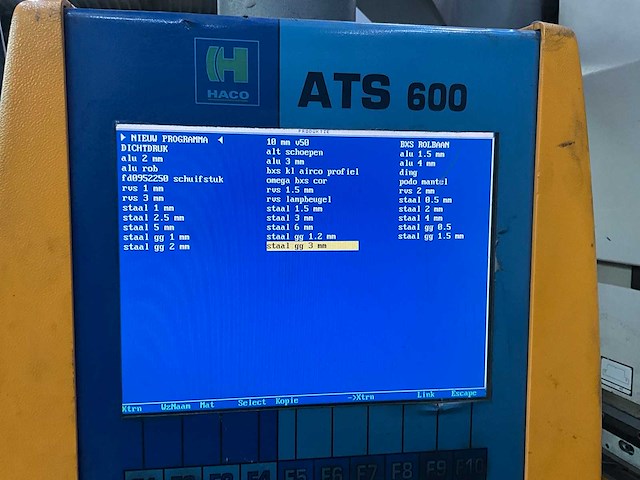 HACO
ATS 600
PRODUKTIE
NIEUW PROGRAMMA 10 mm v50 BXS ROLBAAN
DICHTDRUK alt schoepen alu 1.5 mm
alu 2 mm alu 3 mm alu 4 mm
alu rob bxs kl airco profiel ding
fd0952250 schuifstuk omega bxs cor podo mantel
rvs 1 mm rvs 1.5 mm rvs 2 mm
rvs 3 mm rvs lampbeugel staal 0.5 mm
staal 1 mm staal 1.5 mm staal 2 mm
staal 2.5 mm staal 3 mm staal 4 mm
staal 5 mm staal 6 mm staal gg 0.5
staal gg 1 mm staal gg 1.2 mm staal gg 1.5 mm
staal gg 2 mm staal gg 3 mm
Xtrn WzNaam Mat Select Kopie ->Xtrn Link Escape
F1 F2 F3 F4 F5 F6 F7 F8 F9 F10